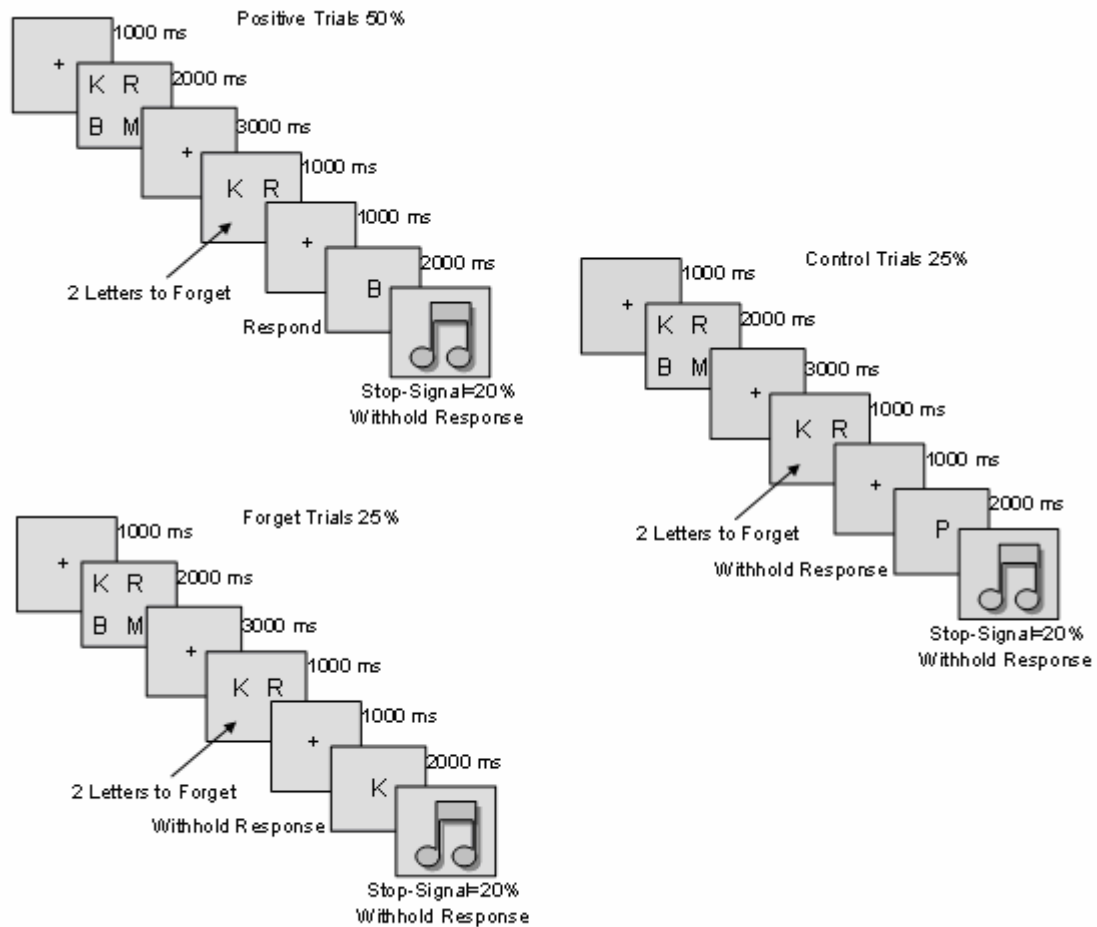 Positive Trials 50%
+
1000 ms
K R
B M
2000 ms
+
3000 ms
K R
1000 ms
2 Letters to Forget
+
1000 ms
B
2000 ms
Respond
Stop-Signal=20%
Withhold Response
Control Trials 25%
+
1000 ms
K R
B M
2000 ms
+
3000 ms
K R
1000 ms
2 Letters to Forget
+
1000 ms
P
2000 ms
Withhold Response
Stop-Signal=20%
Withhold Response
Forget Trials 25%
+
1000 ms
K R
B M
2000 ms
+
3000 ms
K R
1000 ms
2 Letters to Forget
+
1000 ms
K
2000 ms
Withhold Response
Stop-Signal=20%
Withhold Response